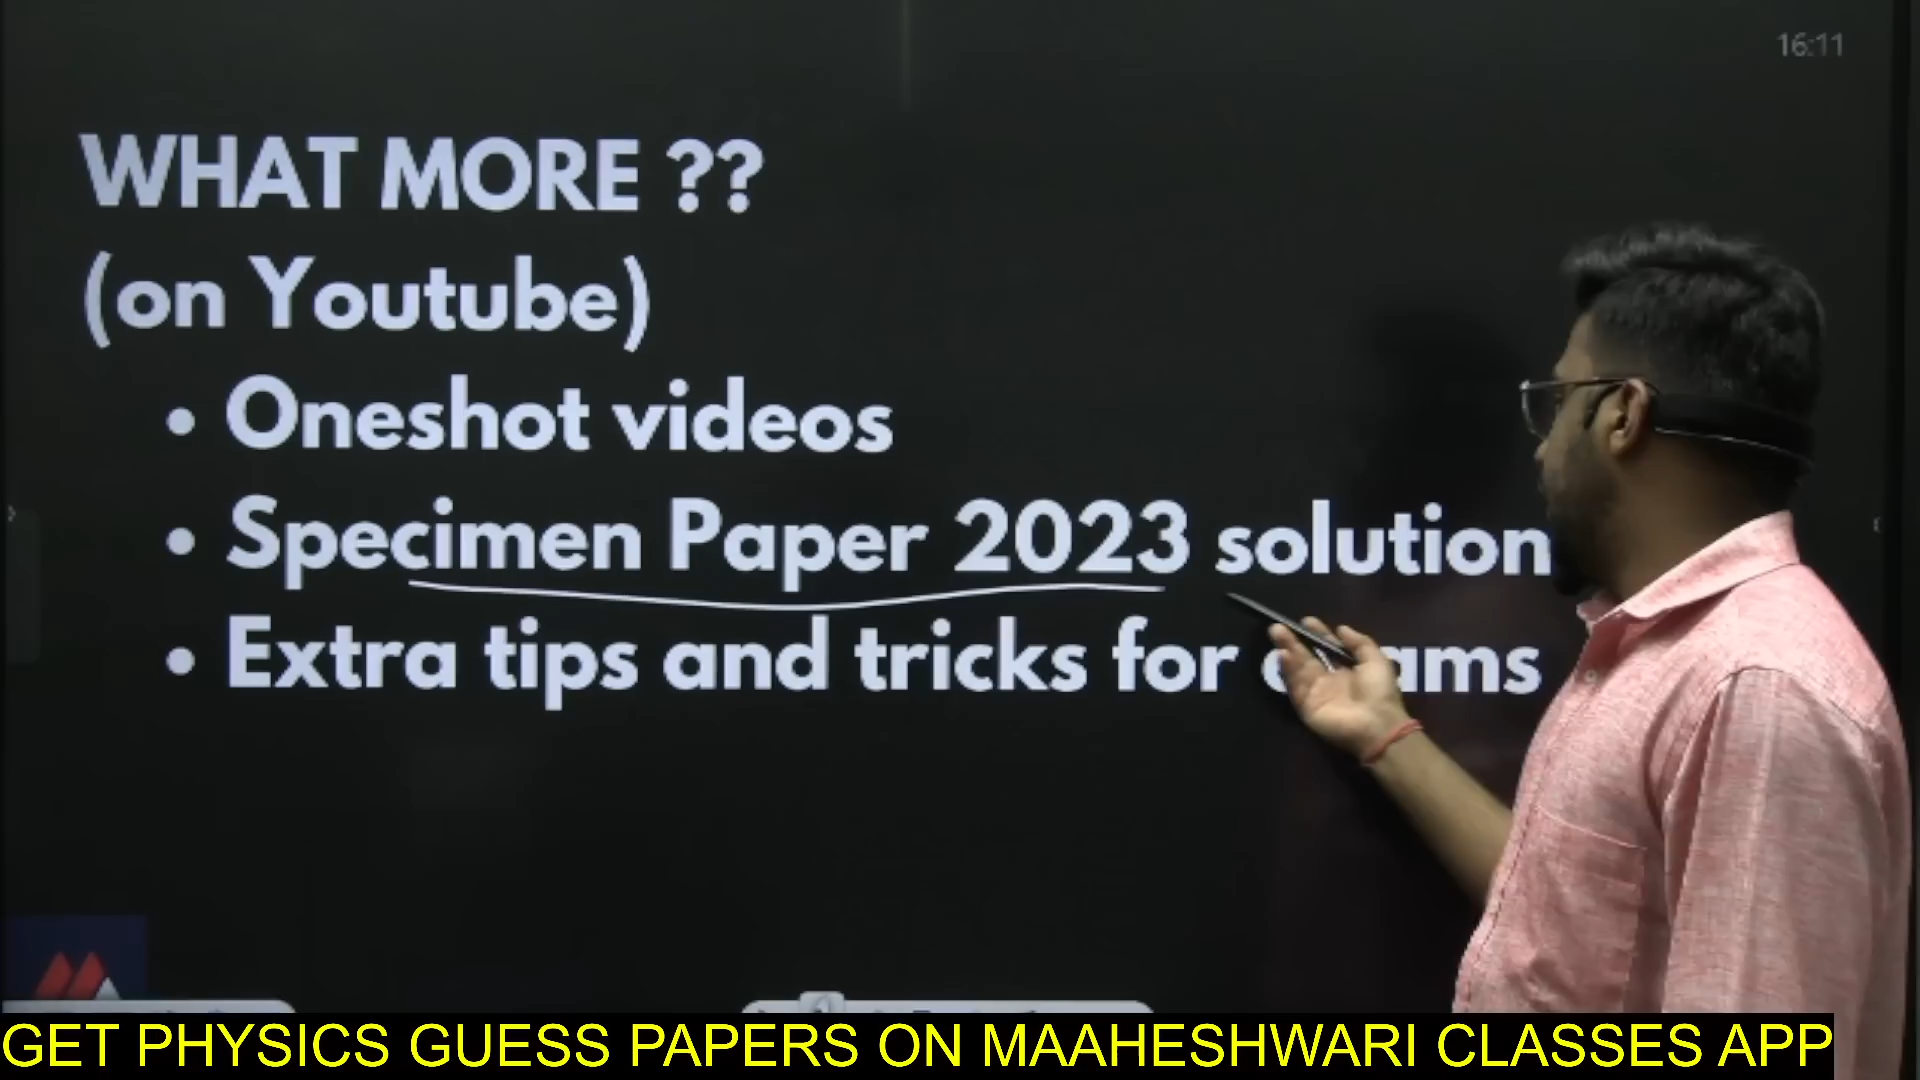 16:11
WHAT MORE ??
(on Youtube)
• Oneshot videos
• Specimen Paper 2023 solution
• Extra tips and tricks for exams
GET PHYSICS GUESS PAPERS ON MAAHESHWARI CLASSES APP